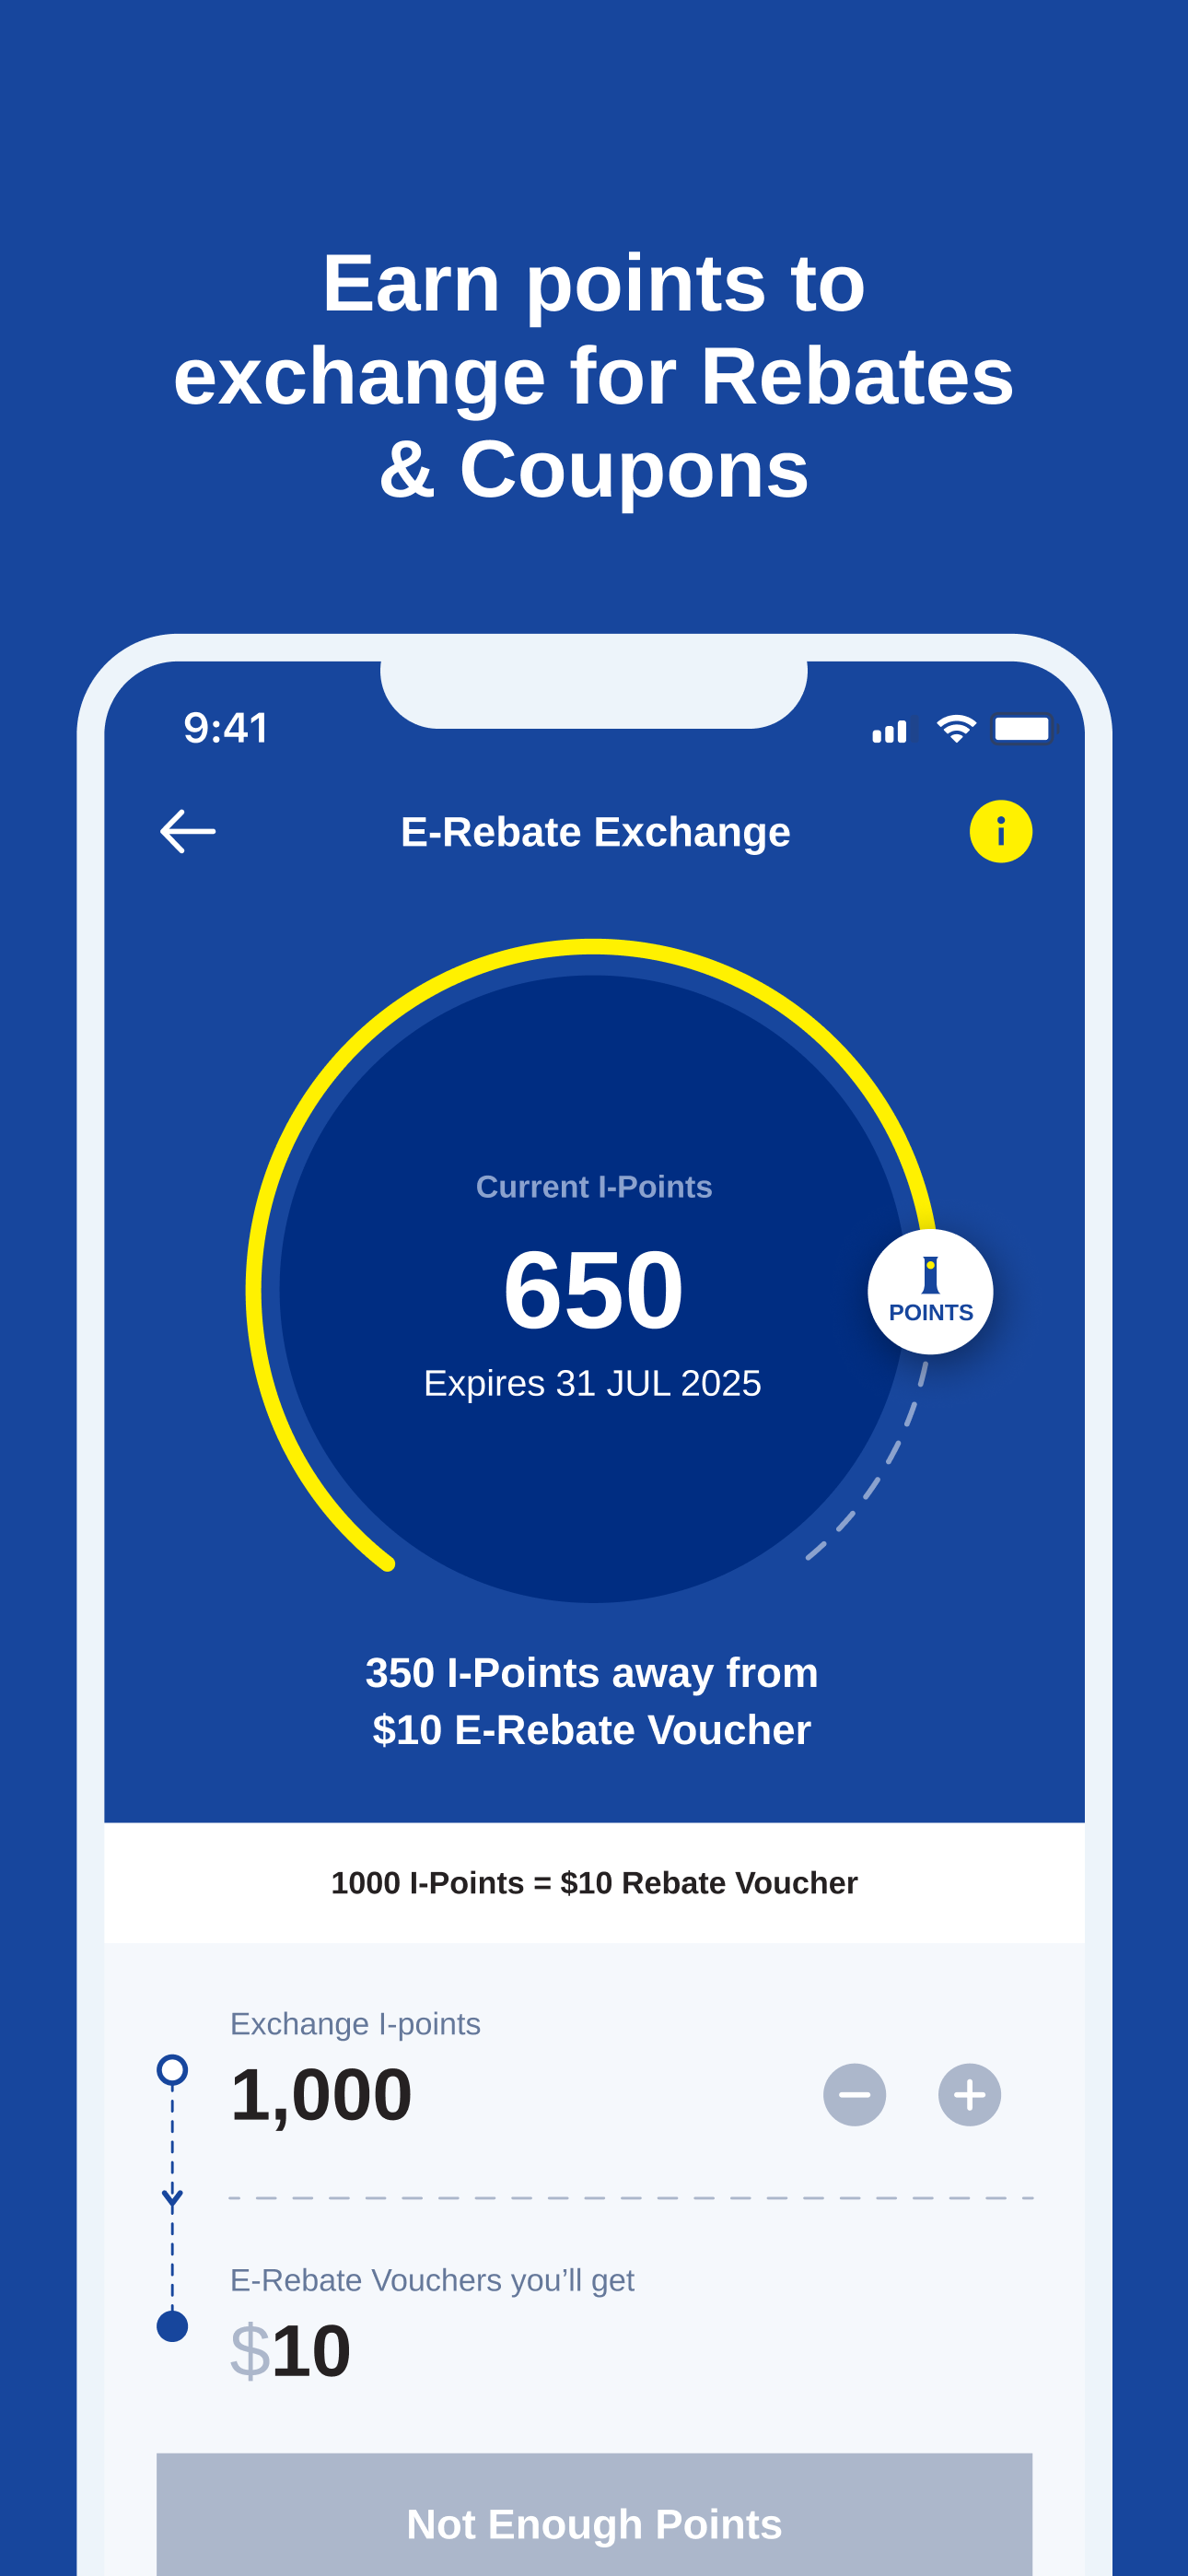 Earn points to
exchange for Rebates
& Coupons
9:41
E-Rebate Exchange
i
Current I-Points
650
Expires 31 JUL 2025
POINTS
350 I-Points away from
$10 E-Rebate Voucher
1000 I-Points = $10 Rebate Voucher
Exchange I-points
1,000
E-Rebate Vouchers you’ll get
$10
Not Enough Points